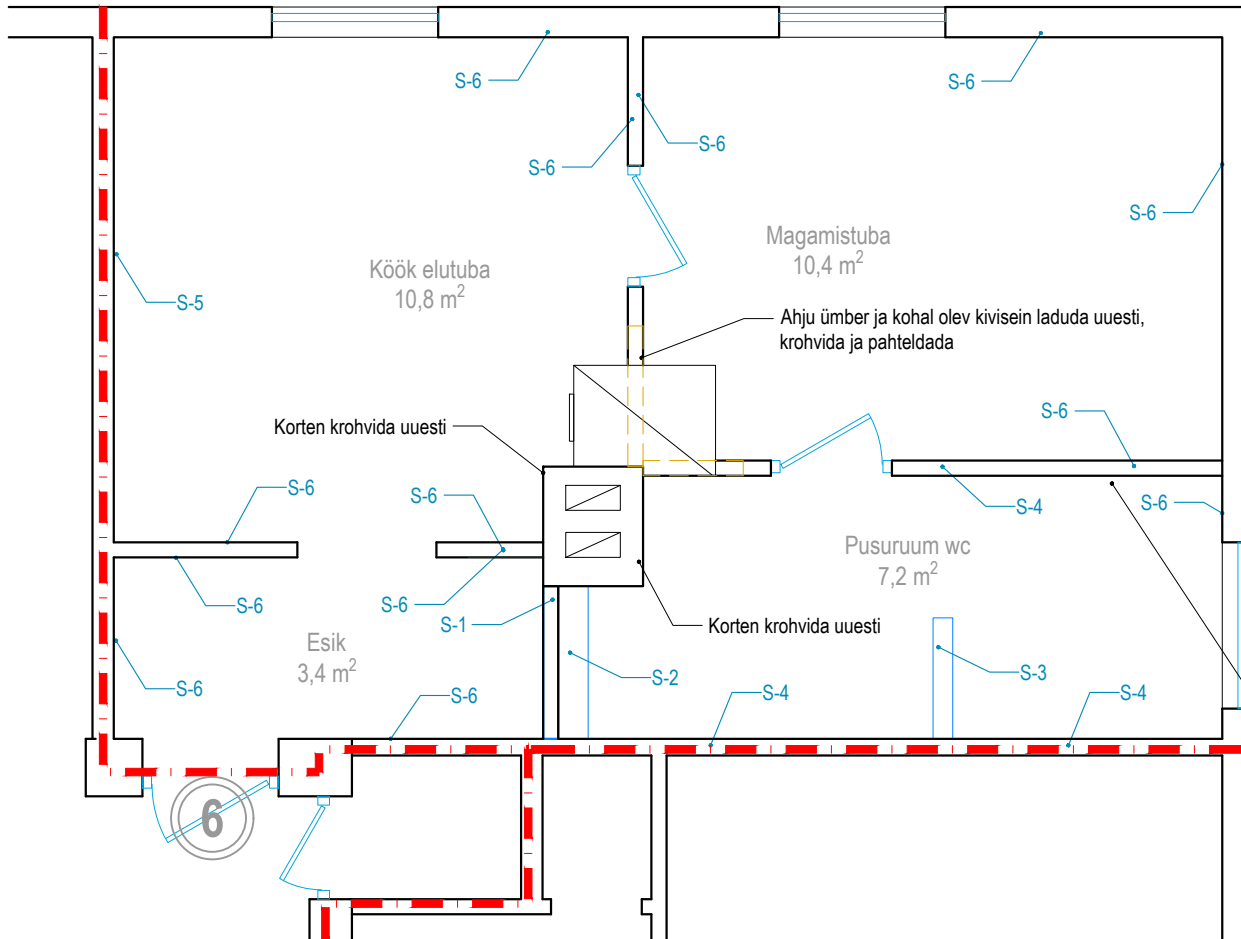 S-6
S-6
S-6
S-6
S-6
Magamistuba
10,4 m²
Köök elutuba
10,8 m²
S-5
Ahju ümber ja kohal olev kivisein laduda uuesti,
krohvida ja pahteldada
Korten krohvida uuesti
S-6
S-6
S-6
S-4
S-6
Pusuruum wc
7,2 m²
S-6
S-6
S-1
Korten krohvida uuesti
Esik
3,4 m²
S-6
S-2
S-3
S-6
S-4
S-4
6